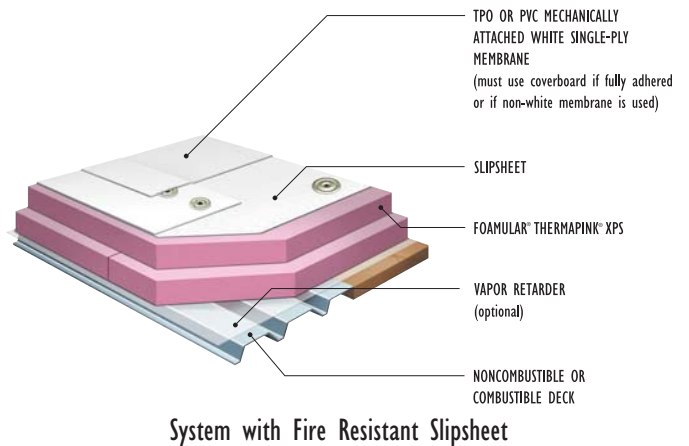 TPO OR PVC MECHANICALLY
ATTACHED WHITE SINGLE-PLY
MEMBRANE
(must use coverboard if fully adhered
or if non-white membrane is used)
SLIPSHEET
FOAMULAR® THERMAPINK® XPS
VAPOR RETARDER
(optional)
NONCOMBUSTIBLE OR
COMBUSTIBLE DECK
System with Fire Resistant Slipsheet